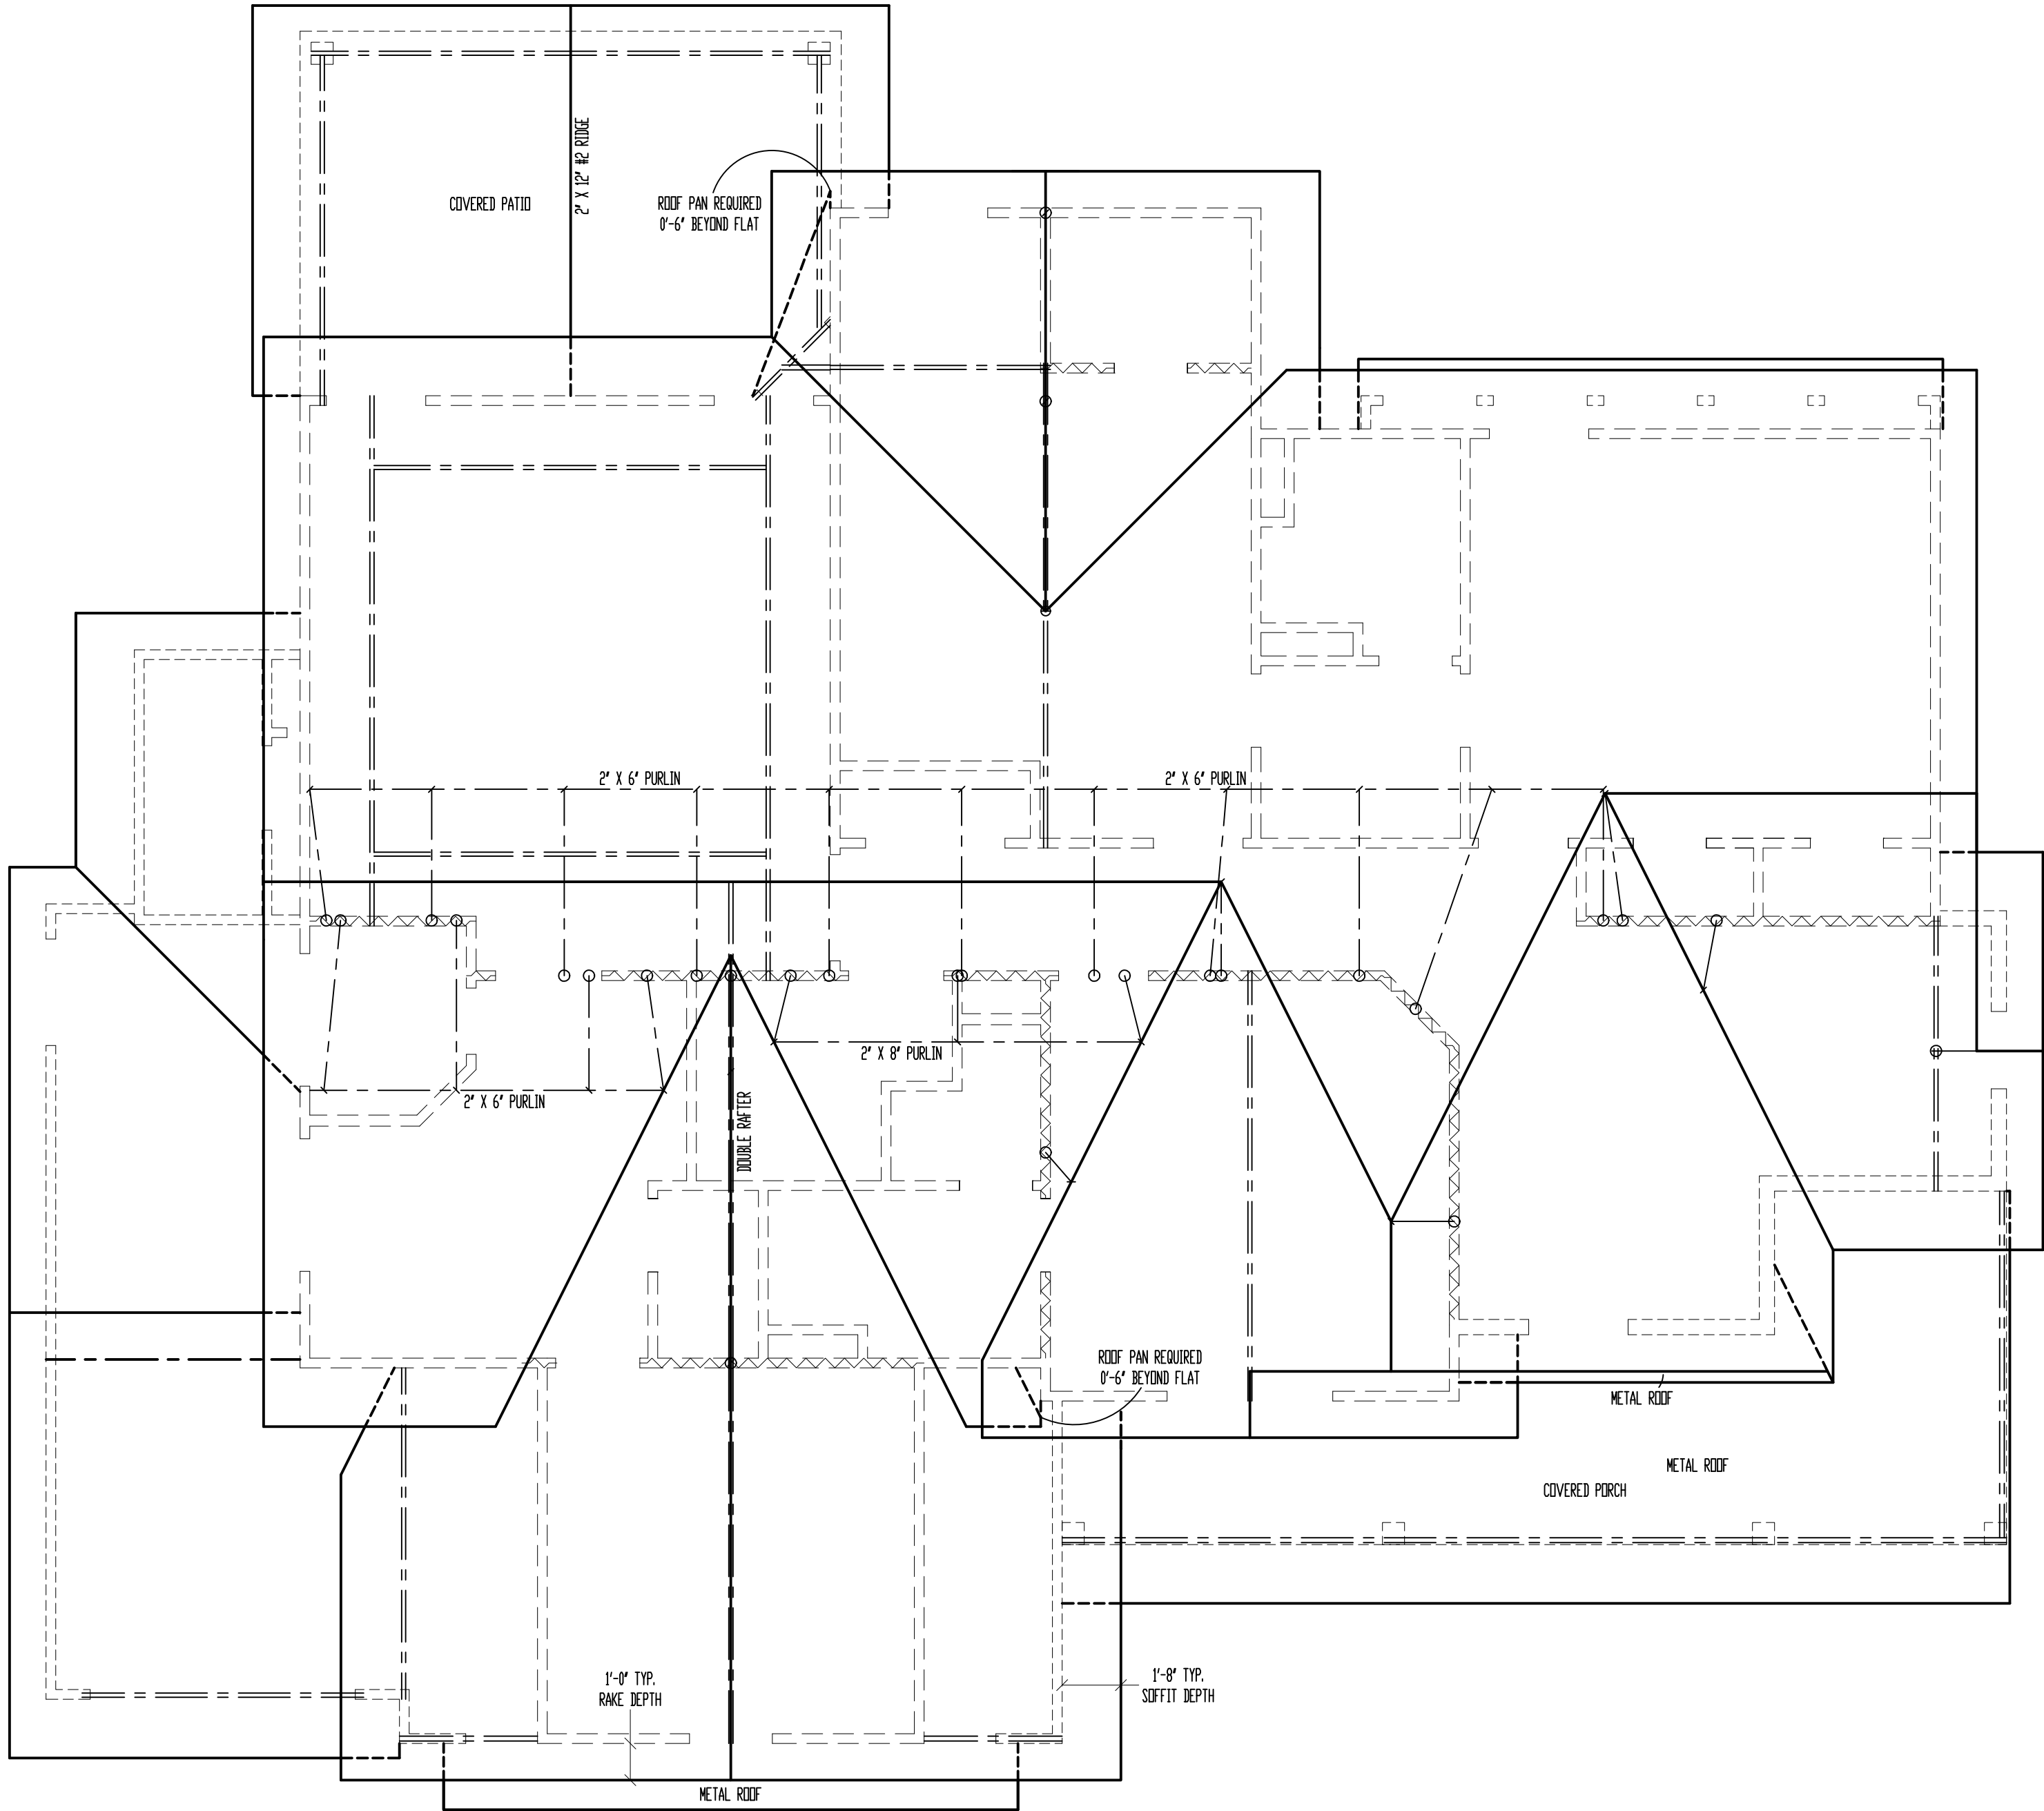 2" X 12" #2 RIDGE
COVERED PATIO
ROOF PAN REQUIRED
0'-6" BEYOND FLAT
2" X 6" PURLIN
2" X 6" PURLIN
2" X 8" PURLIN
2" X 6" PURLIN
DOUBLE RAFTER
ROOF PAN REQUIRED
0'-6" BEYOND FLAT
METAL ROOF
METAL ROOF
COVERED PORCH
1'-0" TYP.
RAKE DEPTH
1'-8" TYP.
SOFFIT DEPTH
METAL ROOF